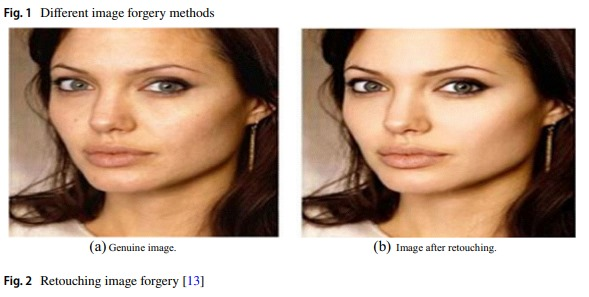 Fig. 1 Different image forgery methods
(a) Genuine image.
(b) Image after retouching.
Fig. 2 Retouching image forgery [13]